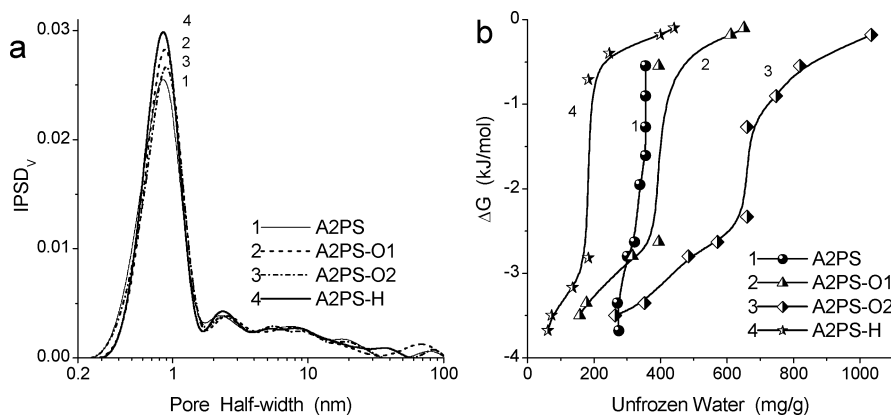 a
0.03
0.02
0.01
0.00
IPSDV
4
2
3
1
1 A2PS
2 A2PS-O1
3 A2PS-O2
4 A2PS-H
0.2 1 10 100
Pore Half-width (nm)
b
0
-1
-2
-3
-4
ΔG (kJ/mol)
4
1
2
3
1 A2PS
2 A2PS-O1
3 A2PS-O2
4 A2PS-H
0 200 400 600 800 1000
Unfrozen Water (mg/g)